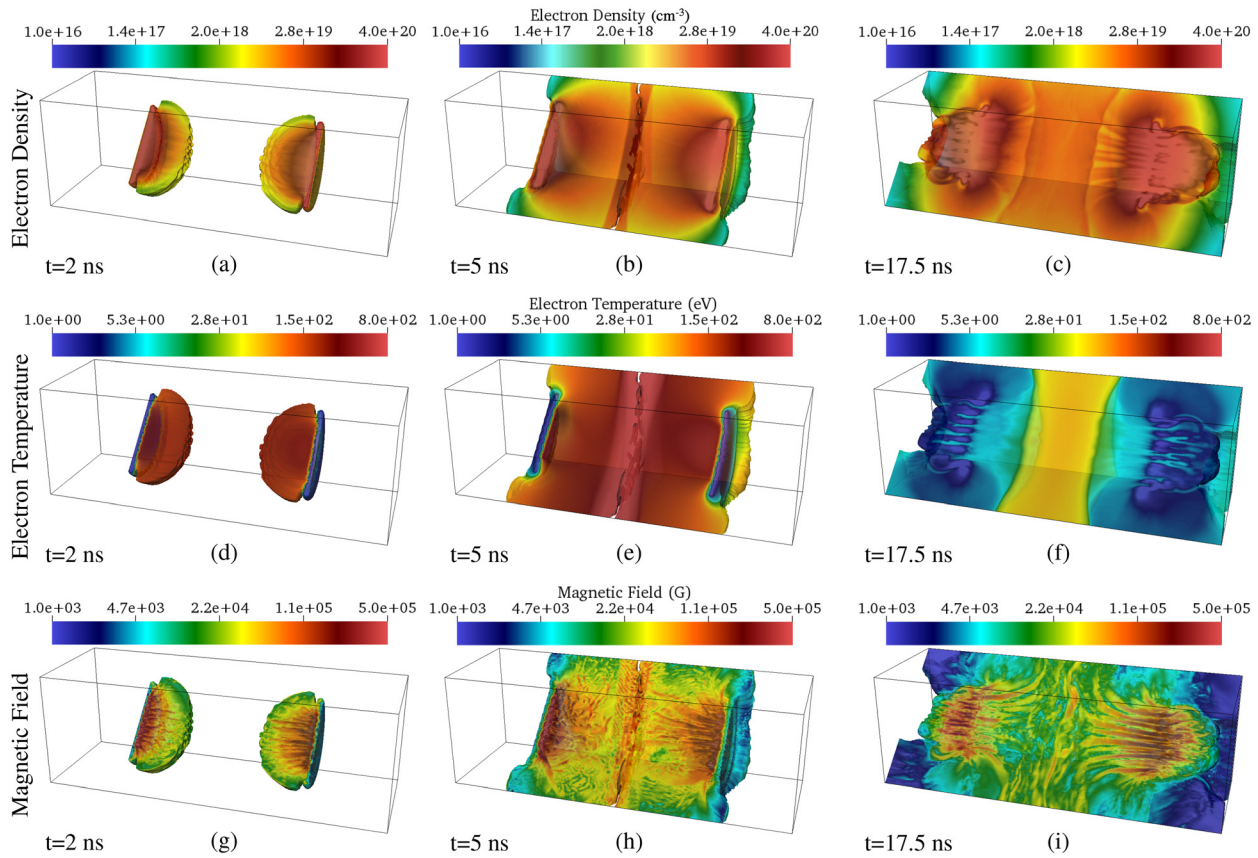 Electron Density (cm⁻³)
1.0e+16 1.4e+17 2.0e+18 2.8e+19 4.0e+20
1.0e+16 1.4e+17 2.0e+18 2.8e+19 4.0e+20
1.0e+16 1.4e+17 2.0e+18 2.8e+19 4.0e+20
Electron Density
t=2 ns (a)
t=5 ns (b)
t=17.5 ns (c)
Electron Temperature (eV)
1.0e+00 5.3e+00 2.8e+01 1.5e+02 8.0e+02
1.0e+00 5.3e+00 2.8e+01 1.5e+02 8.0e+02
1.0e+00 5.3e+00 2.8e+01 1.5e+02 8.0e+02
Electron Temperature
t=2 ns (d)
t=5 ns (e)
t=17.5 ns (f)
Magnetic Field (G)
1.0e+03 4.7e+03 2.2e+04 1.1e+05 5.0e+05
1.0e+03 4.7e+03 2.2e+04 1.1e+05 5.0e+05
1.0e+03 4.7e+03 2.2e+04 1.1e+05 5.0e+05
Magnetic Field
t=2 ns (g)
t=5 ns (h)
t=17.5 ns (i)